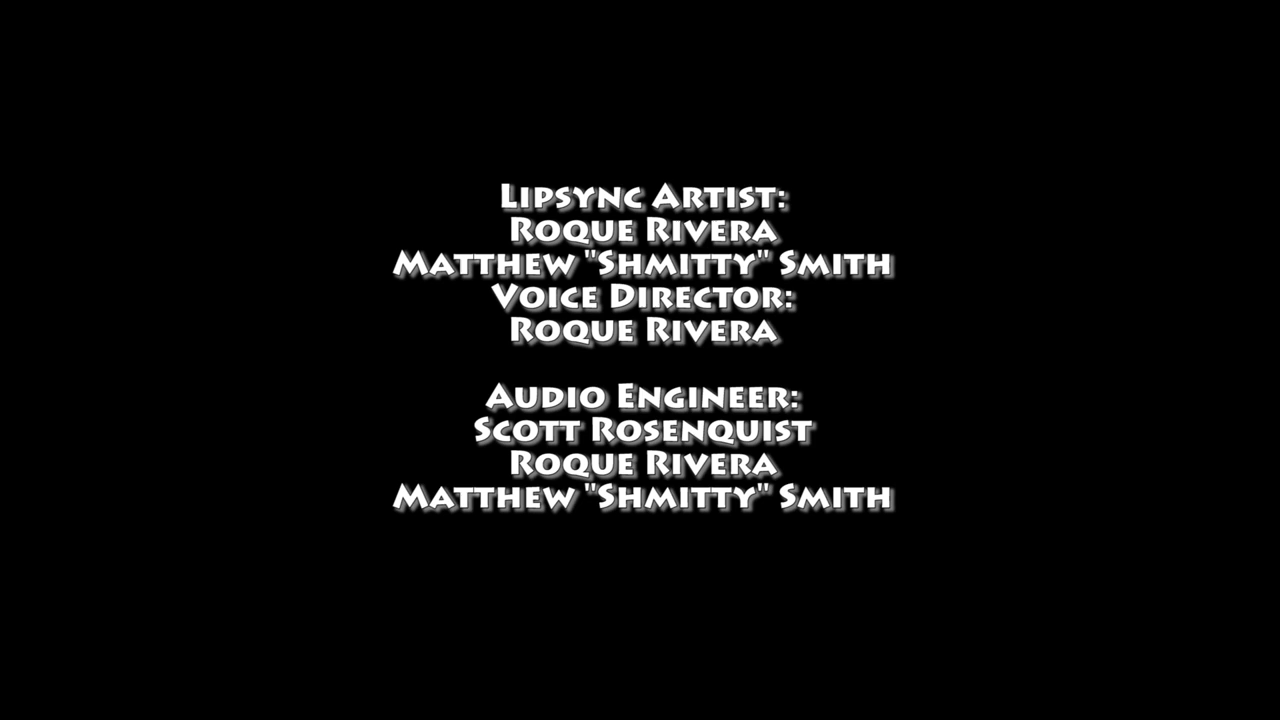 Lipsync Artist:
Roque Rivera
Matthew "Shmitty" Smith
Voice Director:
Roque Rivera
Audio Engineer:
Scott Rosenquist
Roque Rivera
Matthew "Shmitty" Smith